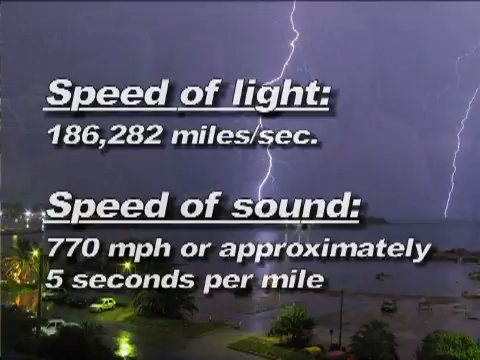 Speed of light:
186,282 miles/sec.
Speed of sound:
770 mph or approximately
5 seconds per mile